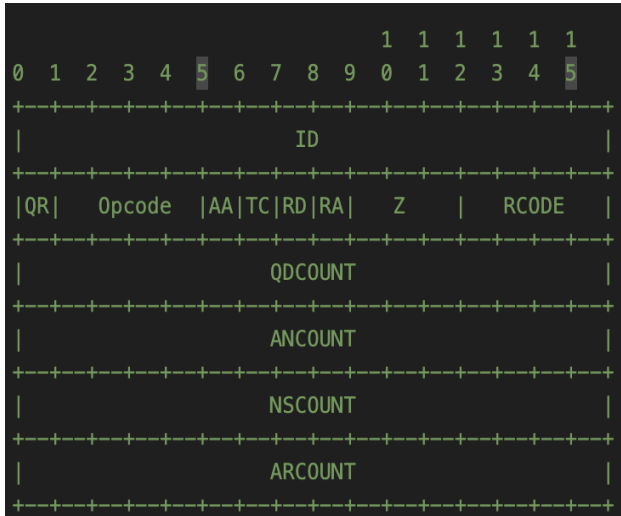 1 1 1 1 1 1
0 1 2 3 4 5 6 7 8 9 0 1 2 3 4 5
+--+--+--+--+--+--+--+--+--+--+--+--+--+--+--+--+
| ID |
+--+--+--+--+--+--+--+--+--+--+--+--+--+--+--+--+
|QR| Opcode |AA|TC|RD|RA| Z | RCODE |
+--+--+--+--+--+--+--+--+--+--+--+--+--+--+--+--+
| QDCOUNT |
+--+--+--+--+--+--+--+--+--+--+--+--+--+--+--+--+
| ANCOUNT |
+--+--+--+--+--+--+--+--+--+--+--+--+--+--+--+--+
| NSCOUNT |
+--+--+--+--+--+--+--+--+--+--+--+--+--+--+--+--+
| ARCOUNT |
+--+--+--+--+--+--+--+--+--+--+--+--+--+--+--+--+